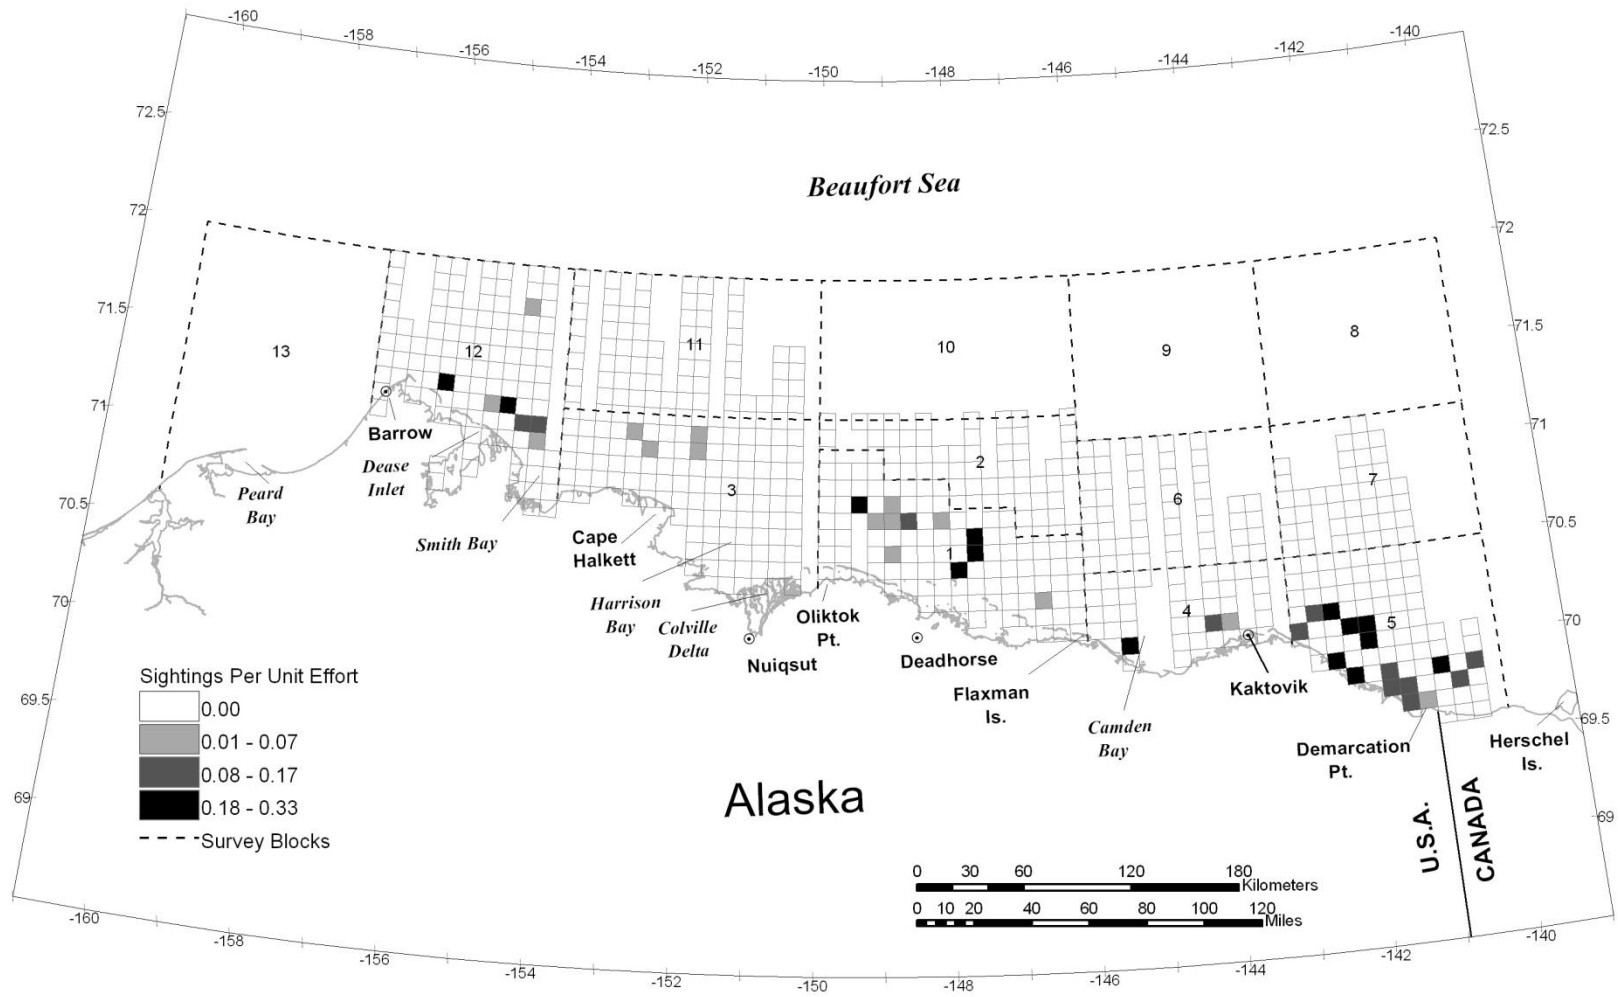 -160
-158
-156
-154
-152
-150
-148
-146
-144
-142
-140
72.5
72.5
Beaufort Sea
72
72
71.5
71.5
13
12
11
10
9
8
71
71
Barrow
Dease
Inlet
Peard
Bay
Smith Bay
Cape
Halkett
3
2
6
7
70.5
70.5
1
Harrison
Bay
Colville
Delta
Oliktok
Pt.
Nuiqsut
Deadhorse
Flaxman
Is.
4
5
Kaktovik
Camden
Bay
Demarcation
Pt.
Herschel
Is.
70
70
69.5
69.5
Sightings Per Unit Effort
0.00
0.01 - 0.07
0.08 - 0.17
0.18 - 0.33
Survey Blocks
Alaska
U.S.A.
CANADA
69
69
0 30 60 120 180
Kilometers
0 10 20 40 60 80 100 120
Miles
-160
-158
-156
-154
-152
-150
-148
-146
-144
-142
-140